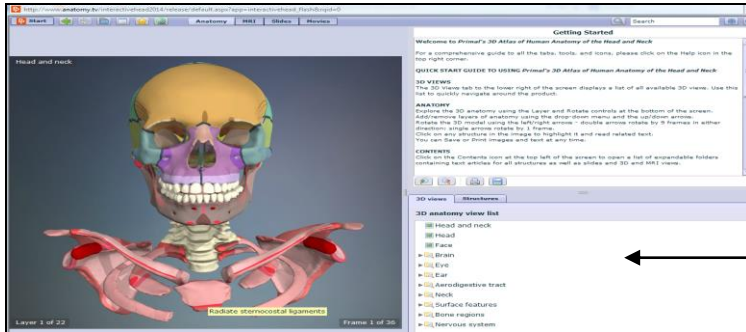 http://www.anatomy.tv/interactivehead2014/release/default.aspx?app=interactivehead_flesh&snpid=0
Start
Anatomy MRI Slides Movies
Search
Head and neck
Radiate sternocostal ligaments
Layer 1 of 22
Frame 1 of 36
Getting Started
Welcome to Primal's 3D Atlas of Human Anatomy of the Head and Neck
For a comprehensive guide to all the tabs, tools, and icons, please click on the Help icon in the
top right corner.
QUICK START GUIDE TO USING Primal's 3D Atlas of Human Anatomy of the Head and Neck
3D VIEWS
The 3D Views tab to the lower right of the screen displays a list of all available 3D views. Use this
list to quickly navigate around the product.
ANATOMY
Explore the 3D anatomy using the Layer and Rotate controls at the bottom of the screen.
Add/remove layers of anatomy using the drop-down menu and the up/down arrows.
Rotate the 3D model using the left/right arrows - double arrows rotate by 5 frames in either
direction; single arrows rotate by 1 frame.
Click on any structure in the image to highlight it and read related text.
You can Save or Print images and text at any time.
CONTENTS
Click on the Contents icon at the top left of the screen to open a list of expandable folders
containing text articles for all structures as well as slides and 3D and MRI views.
3D views Structures
3D anatomy view list
Head and neck
Head
Face
Brain
Eye
Ear
Aerodigestive tract
Neck
Surface features
Bone regions
Nervous system